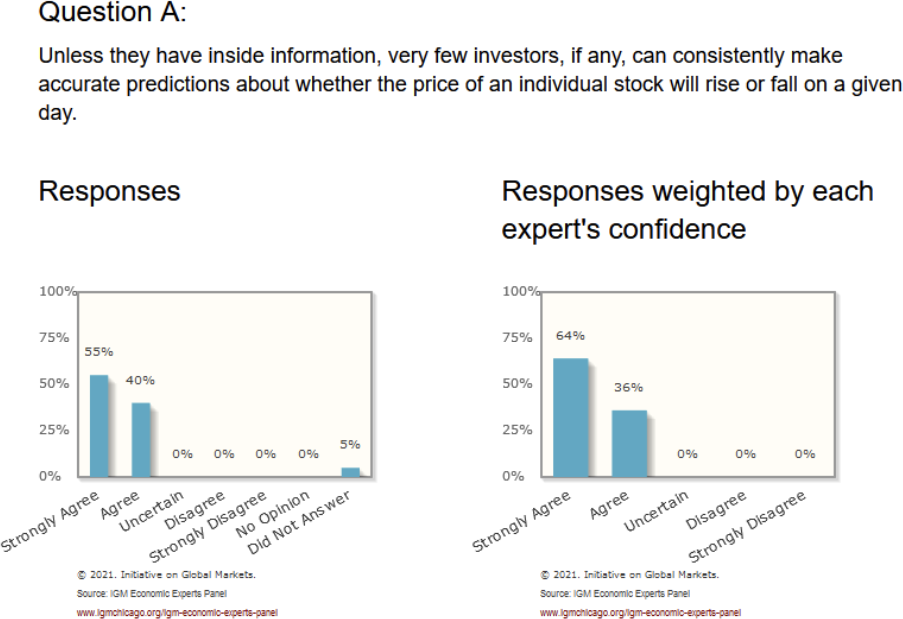 Question A:
Unless they have inside information, very few investors, if any, can consistently make
accurate predictions about whether the price of an individual stock will rise or fall on a given
day.
Responses
100%
75%
50%
25%
0%
55%
40%
0%
0%
0%
0%
5%
Strongly Agree
Agree
Uncertain
Disagree
Strongly Disagree
No Opinion
Did Not Answer
© 2021. Initiative on Global Markets.
Source: IGM Economic Experts Panel
www.igmchicago.org/igm-economic-experts-panel
Responses weighted by each
expert's confidence
100%
75%
50%
25%
0%
64%
36%
0%
0%
0%
Strongly Agree
Agree
Uncertain
Disagree
Strongly Disagree
© 2021. Initiative on Global Markets.
Source: IGM Economic Experts Panel
www.igmchicago.org/igm-economic-experts-panel